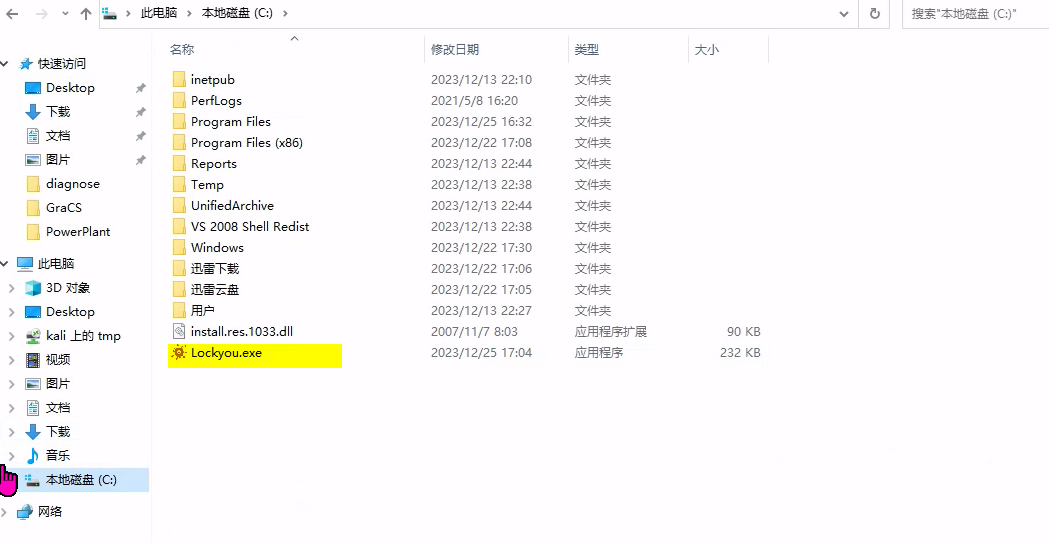 此电脑 本地磁盘 (C:) 搜索"本地磁盘 (C:)"
名称 修改日期 类型 大小
快速访问
Desktop
下载
文档
图片
diagnose
GraCS
PowerPlant
此电脑
3D 对象
Desktop
kali 上的 tmp
视频
图片
文档
下载
音乐
本地磁盘 (C:)
网络
inetpub 2023/12/13 22:10 文件夹
PerfLogs 2021/5/8 16:20 文件夹
Program Files 2023/12/25 16:32 文件夹
Program Files (x86) 2023/12/22 17:08 文件夹
Reports 2023/12/13 22:44 文件夹
Temp 2023/12/13 22:38 文件夹
UnifiedArchive 2023/12/13 22:44 文件夹
VS 2008 Shell Redist 2023/12/13 22:38 文件夹
Windows 2023/12/22 17:30 文件夹
迅雷下载 2023/12/22 17:06 文件夹
迅雷云盘 2023/12/22 17:05 文件夹
用户 2023/12/13 22:27 文件夹
install.res.1033.dll 2007/11/7 8:03 应用程序扩展 90 KB
Lockyou.exe 2023/12/25 17:04 应用程序 232 KB